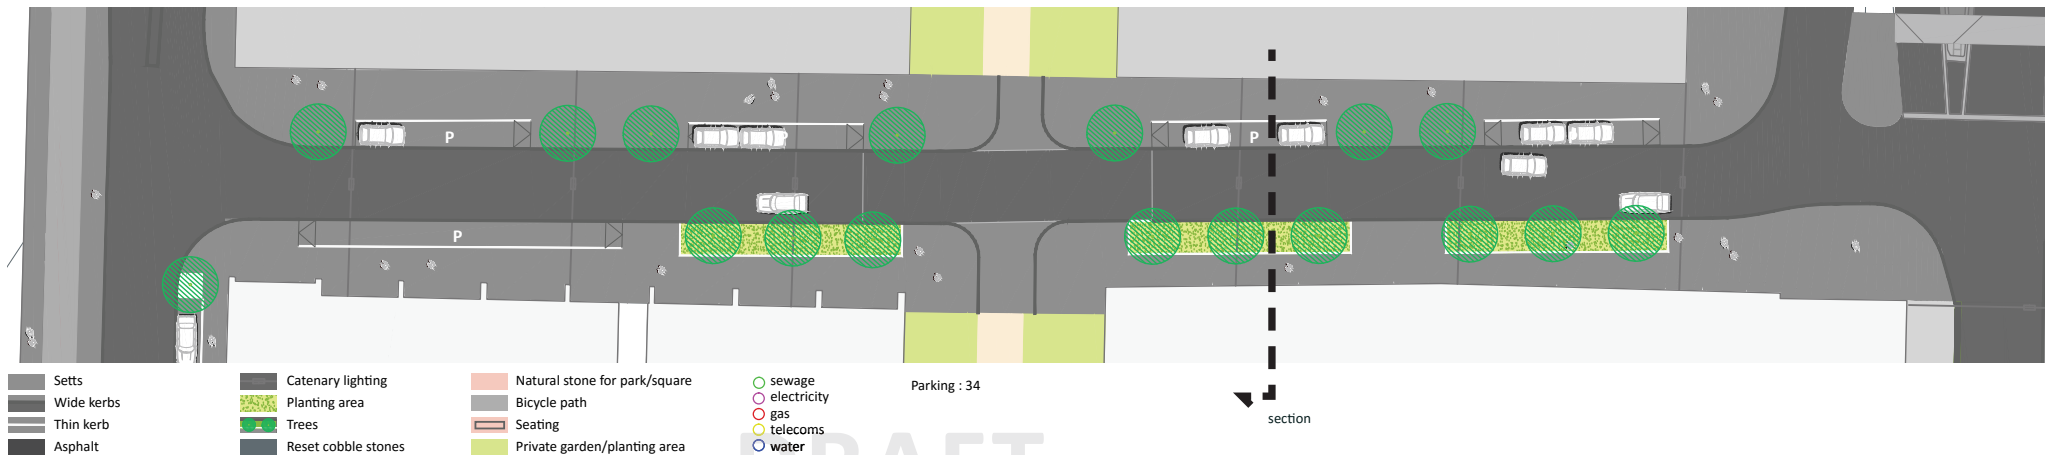 P
P
P
P
Setts
Wide kerbs
Thin kerb
Asphalt
Catenary lighting
Planting area
Trees
Reset cobble stones
Natural stone for park/square
Bicycle path
Seating
Private garden/planting area
sewage
electricity
gas
telecoms
water
Parking : 34
section
DRAFT